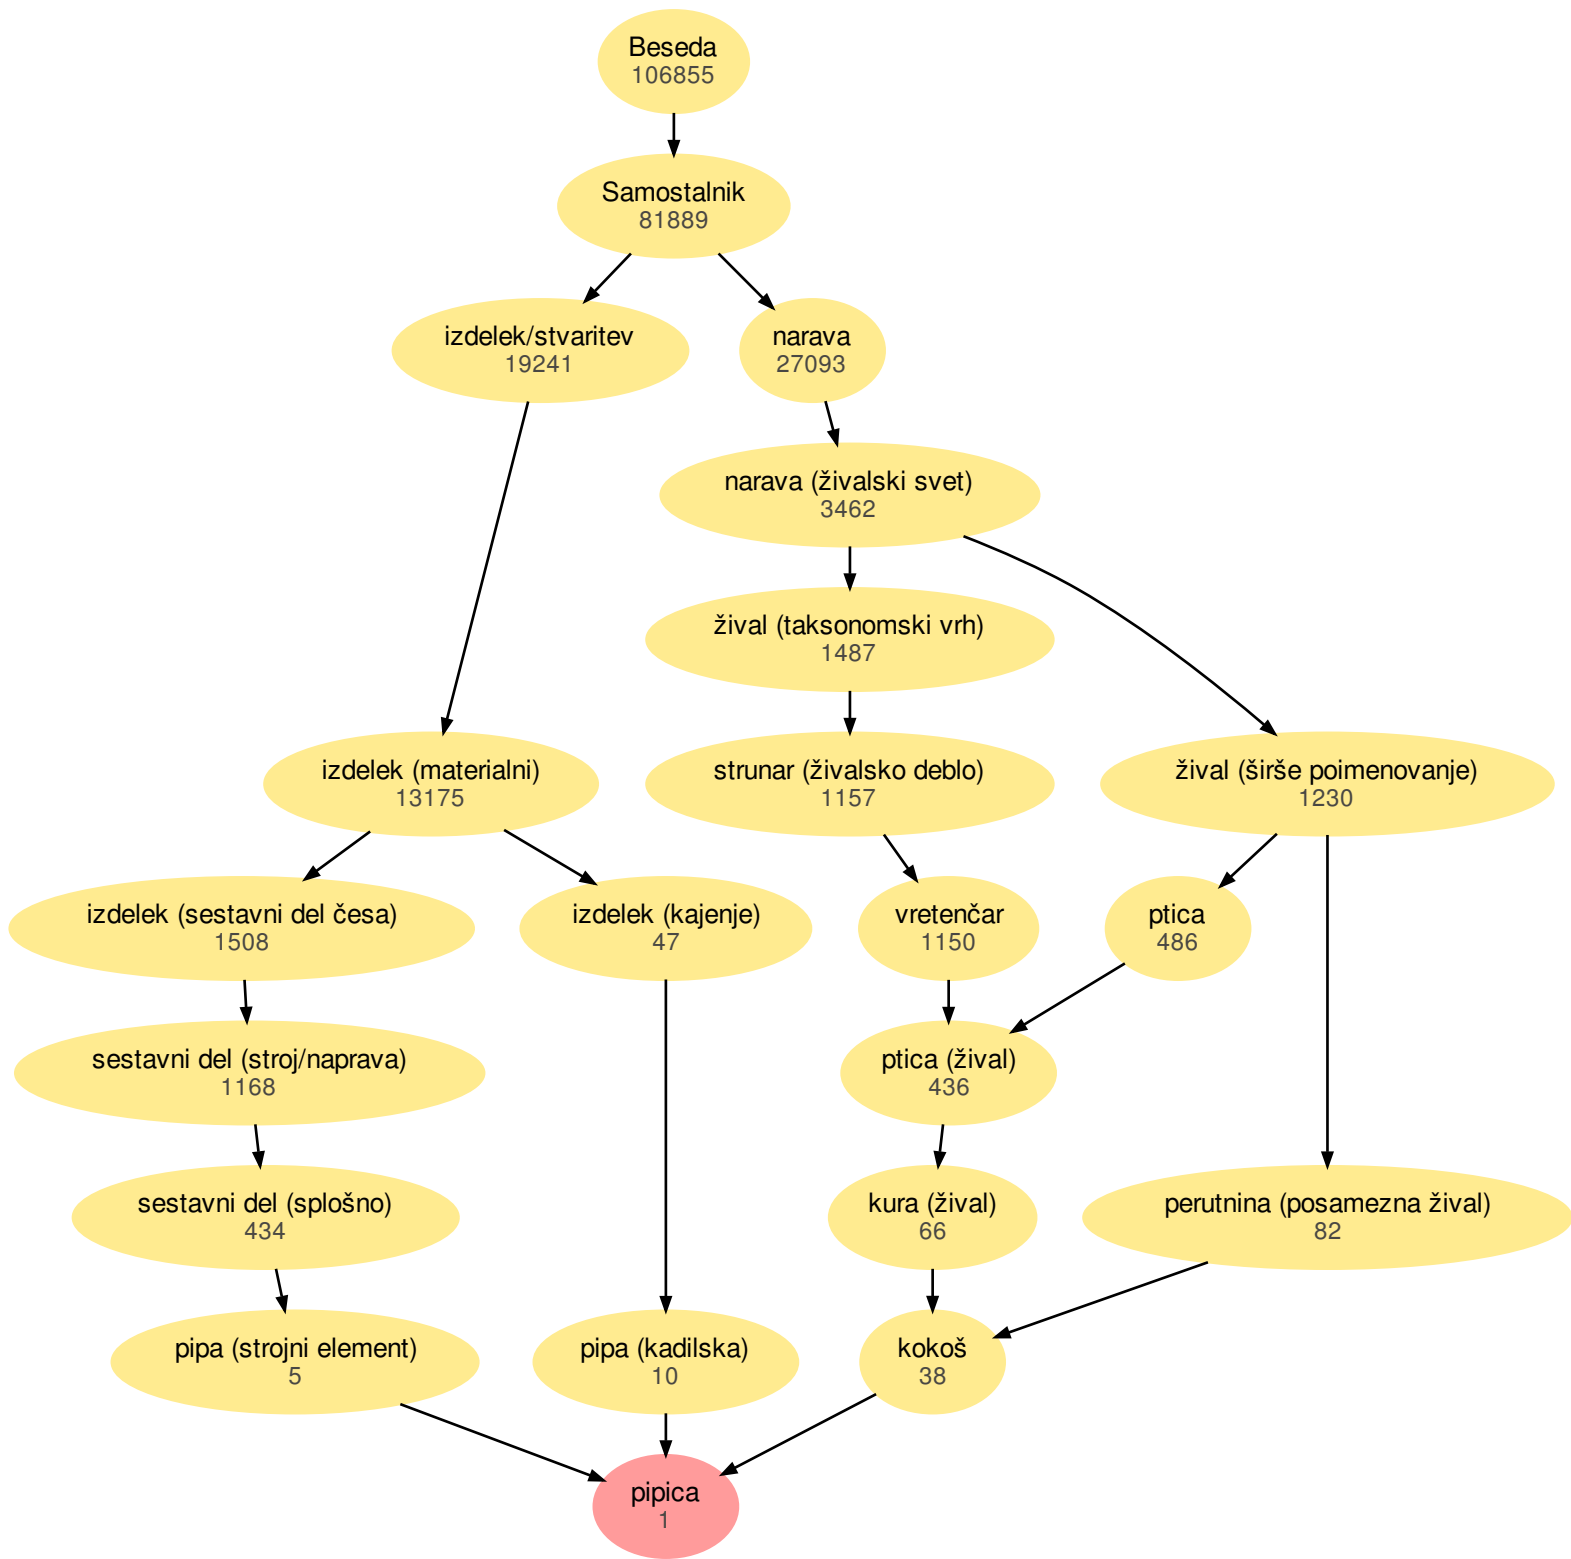 Beseda
106855
Samostalnik
81889
izdelek/stvaritev
19241
narava
27093
narava (živalski svet)
3462
žival (taksonomski vrh)
1487
izdelek (materialni)
13175
strunar (živalsko deblo)
1157
žival (širše poimenovanje)
1230
izdelek (sestavni del česa)
1508
izdelek (kajenje)
47
vretenčar
1150
ptica
486
sestavni del (stroj/naprava)
1168
ptica (žival)
436
sestavni del (splošno)
434
kura (žival)
66
perutnina (posamezna žival)
82
pipa (strojni element)
5
pipa (kadilska)
10
kokoš
38
pipica
1